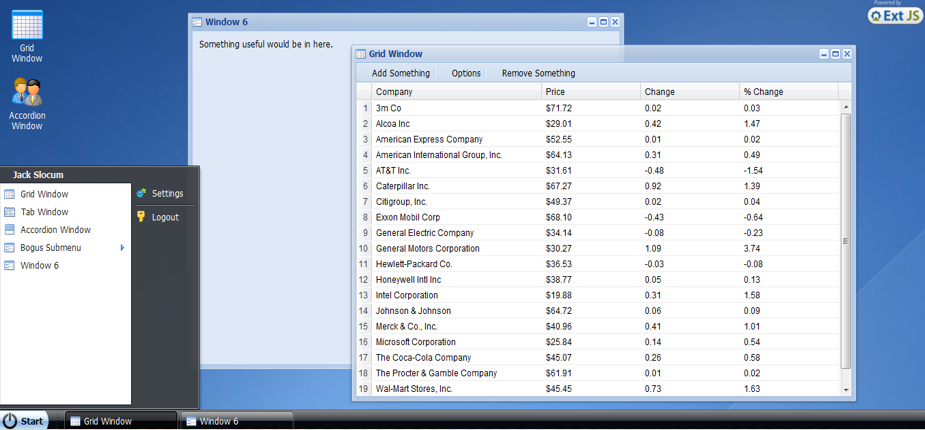 Powered by
Ext JS
Grid
Window
Accordion
Window
Window 6
Something useful would be in here.
Grid Window
Add Something Options Remove Something
Company Price Change % Change
1 3m Co $71.72 0.02 0.03
2 Alcoa Inc $29.01 0.42 1.47
3 American Express Company $52.55 0.01 0.02
4 American International Group, Inc. $64.13 0.31 0.49
5 AT&T Inc. $31.61 -0.48 -1.54
6 Caterpillar Inc. $67.27 0.92 1.39
7 Citigroup, Inc. $49.37 0.02 0.04
8 Exxon Mobil Corp $68.10 -0.43 -0.64
9 General Electric Company $34.14 -0.08 -0.23
10 General Motors Corporation $30.27 1.09 3.74
11 Hewlett-Packard Co. $36.53 -0.03 -0.08
12 Honeywell Intl Inc $38.77 0.05 0.13
13 Intel Corporation $19.88 0.31 1.58
14 Johnson & Johnson $64.72 0.06 0.09
15 Merck & Co., Inc. $40.96 0.41 1.01
16 Microsoft Corporation $25.84 0.14 0.54
17 The Coca-Cola Company $45.07 0.26 0.58
18 The Procter & Gamble Company $61.91 0.01 0.02
19 Wal-Mart Stores, Inc. $45.45 0.73 1.63
Jack Slocum
Grid Window
Tab Window
Accordion Window
Bogus Submenu
Window 6
Settings
Logout
Start Grid Window Window 6